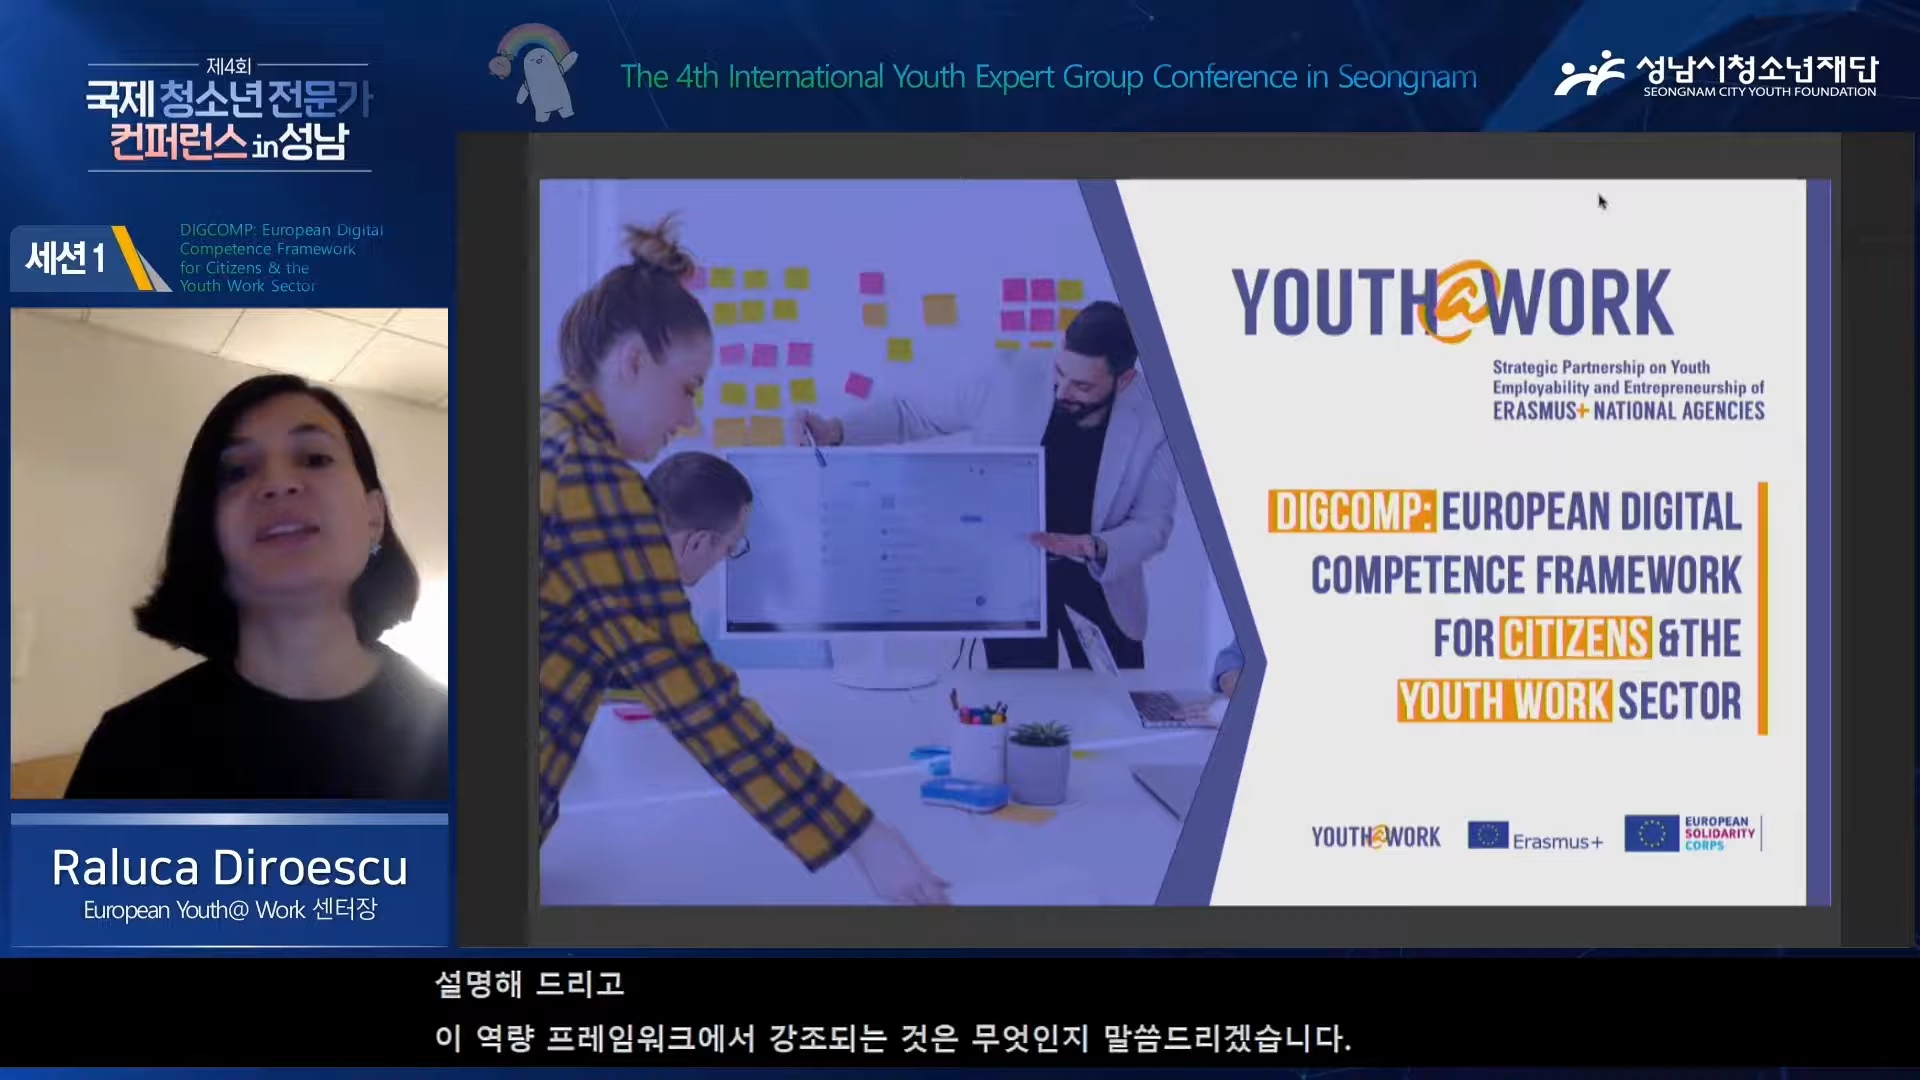 제4회
국제 청소년 전문가
컨퍼런스 in 성남
The 4th International Youth Expert Group Conference in Seongnam
성남시청소년재단
SEONGNAM CITY YOUTH FOUNDATION
세션 1
DIGCOMP: European Digital
Competence Framework
for Citizens & the
Youth Work Sector
YOUTH@WORK
Strategic Partnership on Youth
Employability and Entrepreneurship of
ERASMUS+ NATIONAL AGENCIES
DIGCOMP: EUROPEAN DIGITAL
COMPETENCE FRAMEWORK
FOR CITIZENS &THE
YOUTH WORK SECTOR
YOUTH@WORK
Erasmus+
EUROPEAN
SOLIDARITY
CORPS
Raluca Diroescu
European Youth@ Work 센터장
설명해 드리고
이 역량 프레임워크에서 강조되는 것은 무엇인지 말씀드리겠습니다.